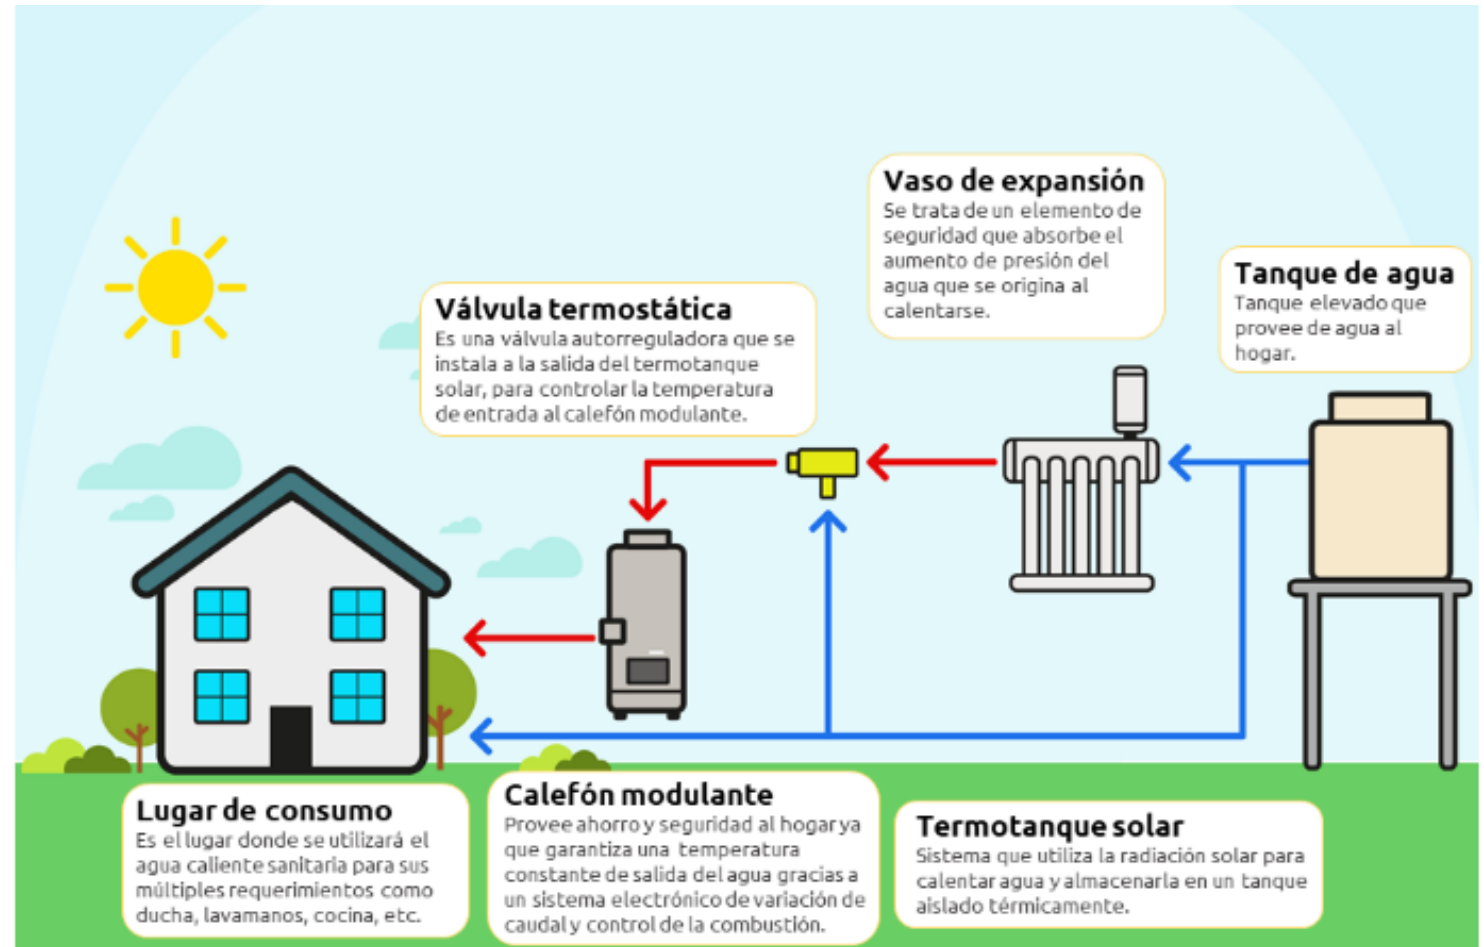 Vaso de expansión
Se trata de un elemento de
seguridad que absorbe el
aumento de presión del
agua que se origina al
calentarse.
Tanque de agua
Tanque elevado que
provee de agua al
hogar.
Válvula termostática
Es una válvula autorreguladora que se
instala a la salida del termotanque
solar, para controlar la temperatura
de entrada al calefón modulante.
Lugar de consumo
Es el lugar donde se utilizará el
agua caliente sanitaria para sus
múltiples requerimientos como
ducha, lavamanos, cocina, etc.
Calefón modulante
Provee ahorro y seguridad al hogar ya
que garantiza una temperatura
constante de salida del agua gracias a
un sistema electrónico de variación de
caudal y control de la combustión.
Termotanque solar
Sistema que utiliza la radiación solar para
calentar agua y almacenarla en un tanque
aislado térmicamente.